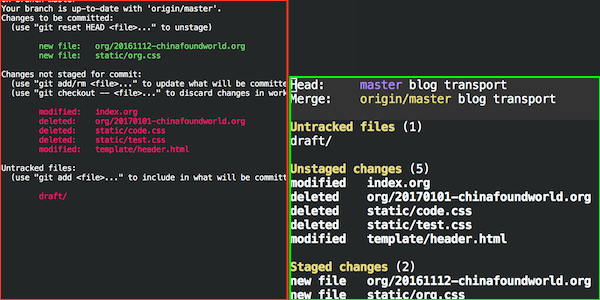 Your branch is up-to-date with 'origin/master'.
Changes to be committed:
(use "git reset HEAD <file>..." to unstage)
new file: org/20161112-chinafoundworld.org
new file: static/org.css
Changes not staged for commit:
(use "git add/rm <file>..." to update what will be committe
(use "git checkout -- <file>..." to discard changes in work
modified: index.org
deleted: org/20170101-chinafoundworld.org
deleted: static/code.css
deleted: static/test.css
modified: template/header.html
Untracked files:
(use "git add <file>..." to include in what will be committ
draft/
Head: master blog transport
Merge: origin/master blog transport
Untracked files (1)
draft/
Unstaged changes (5)
modified index.org
deleted org/20170101-chinafoundworld.org
deleted static/code.css
deleted static/test.css
modified template/header.html
Staged changes (2)
new file org/20161112-chinafoundworld.org
new file static/org.css